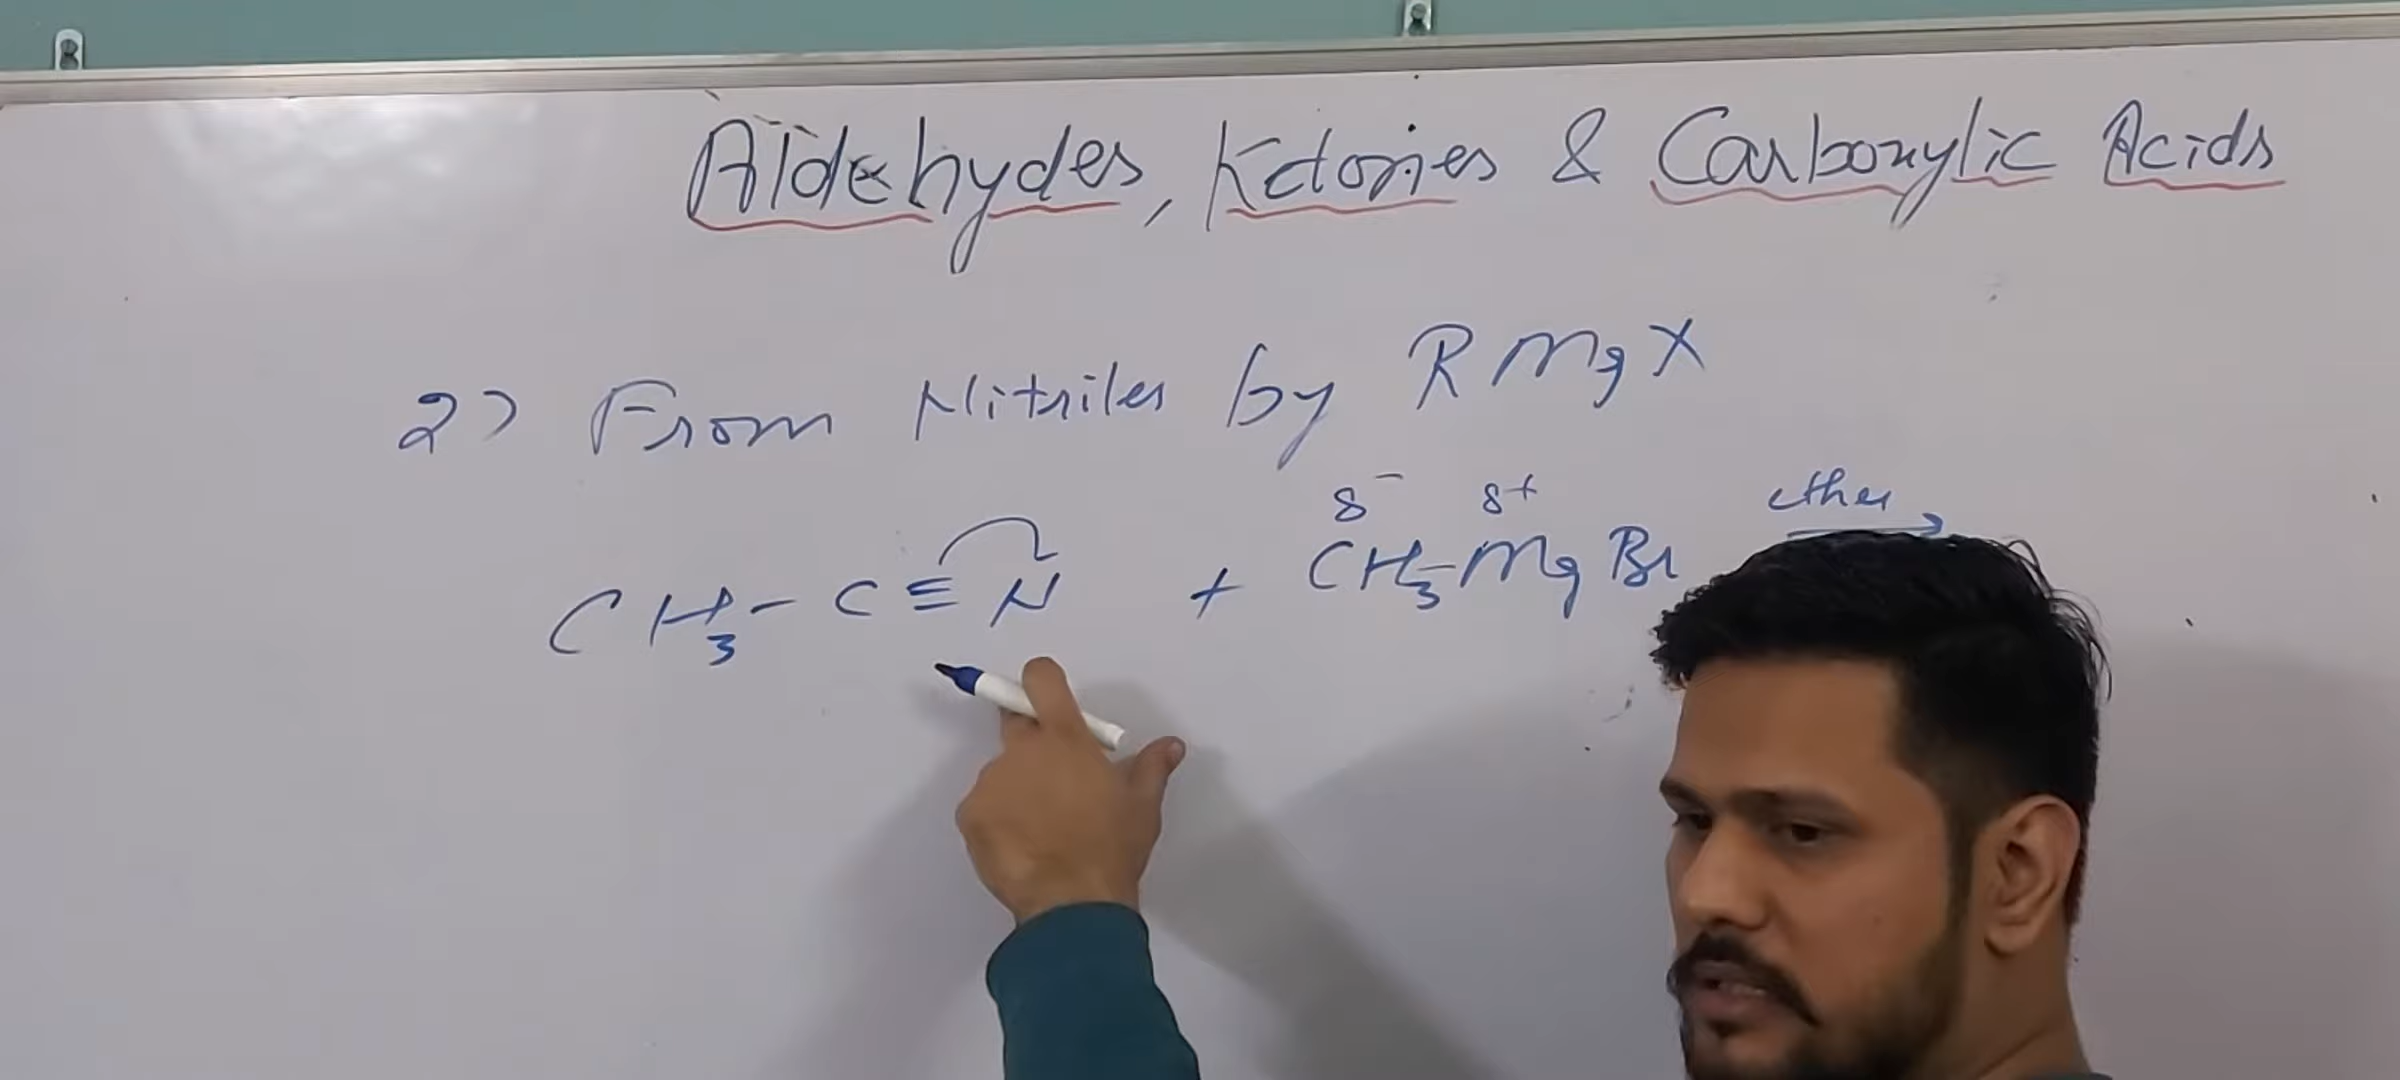 Aldehydes, Ketones & Carboxylic Acids
2) From Nitriles by RMgX
CH₃-C≡N + δ⁻ δ⁺ CH₃-MgBr ether →